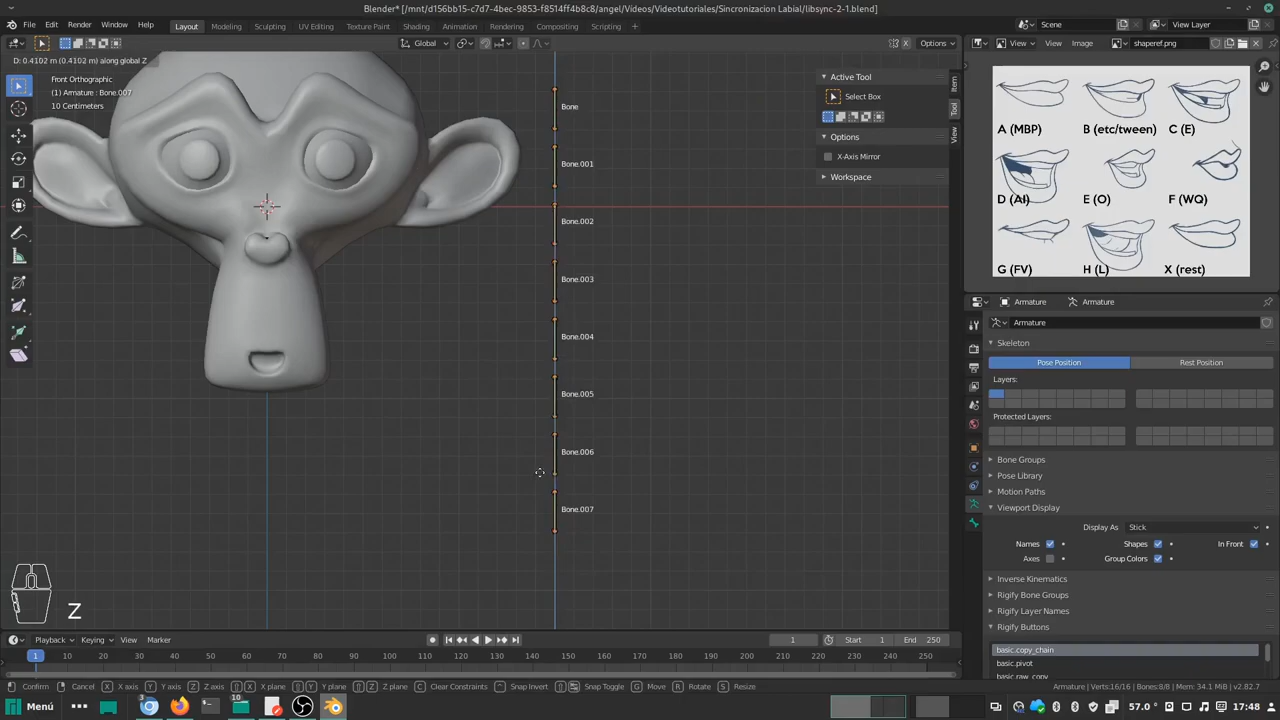 Blender* [/mnt/d156bb15-c7d7-4bec-9853-f8514ff4b8c8/angel/Videos/Videotutoriales/Sincronizacion Labial/libsync-2-1.blend]
File Edit Render Window Help Layout Modeling Sculpting UV Editing Texture Paint Shading Animation Rendering Compositing Scripting + Scene View Layer
Global Options View Image shaperef.png
D: 0.4102 m (0.4102 m) along global Z
Front Orthographic
(1) Armature : Bone.007
10 Centimeters
Bone
Bone.001
Bone.002
Bone.003
Bone.004
Bone.005
Bone.006
Bone.007
Z
Active Tool
Select Box
Options
X-Axis Mirror
Workspace
Item
Tool
View
A (MBP) B (etc/tween) C (E)
D (AI) E (O) F (WQ)
G (FV) H (L) X (rest)
Armature Armature
Armature
Skeleton
Pose Position Rest Position
Layers:
Protected Layers:
Bone Groups
Pose Library
Motion Paths
Viewport Display
Display As Stick
Names Shapes In Front
Axes Group Colors
Inverse Kinematics
Rigify Bone Groups
Rigify Layer Names
Rigify Buttons
basic.copy_chain
basic.pivot
basic.raw_copy
Playback Keying View Marker 1 Start 1 End 250
1 10 20 30 40 50 60 70 80 90 100 110 120 130 140 150 160 170 180 190 200 210 220 230 240 250
Confirm Cancel X X axis Y Y axis Z Z axis X X plane Y Y plane Z Z plane C Clear Constraints Snap Invert Snap Toggle G Move R Rotate S Resize Armature | Verts:16/16 | Bones:8/8 | Mem: 34.1 MiB | v2.82.7
Menú 3 10 57.0° 17:48